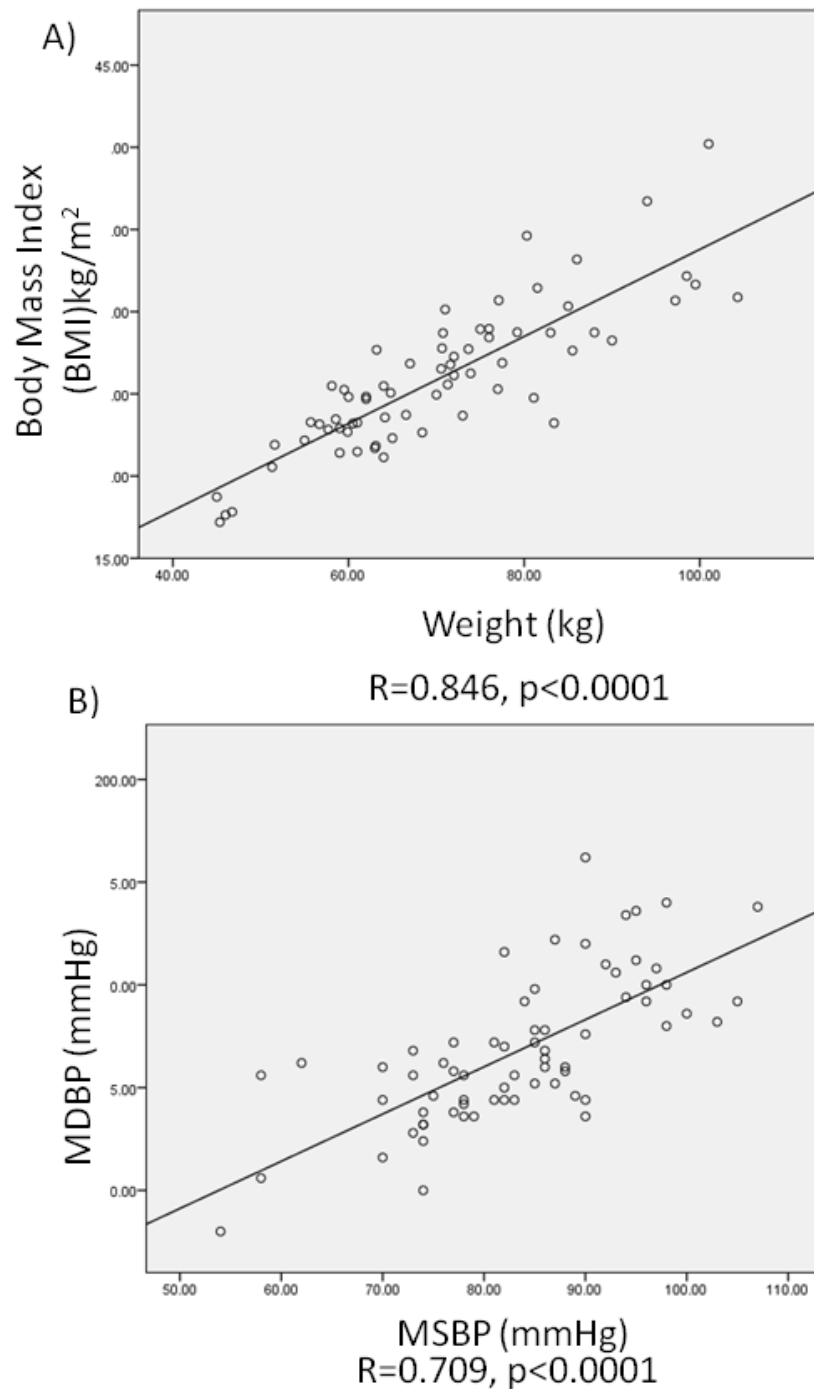 A)
Body Mass Index
(BMI)kg/m²
45.00
.00
.00
.00
.00
.00
15.00
40.00 60.00 80.00 100.00
Weight (kg)
R=0.846, p<0.0001
B)
MDBP (mmHg)
200.00
5.00
0.00
5.00
0.00
50.00 60.00 70.00 80.00 90.00 100.00 110.00
MSBP (mmHg)
R=0.709, p<0.0001